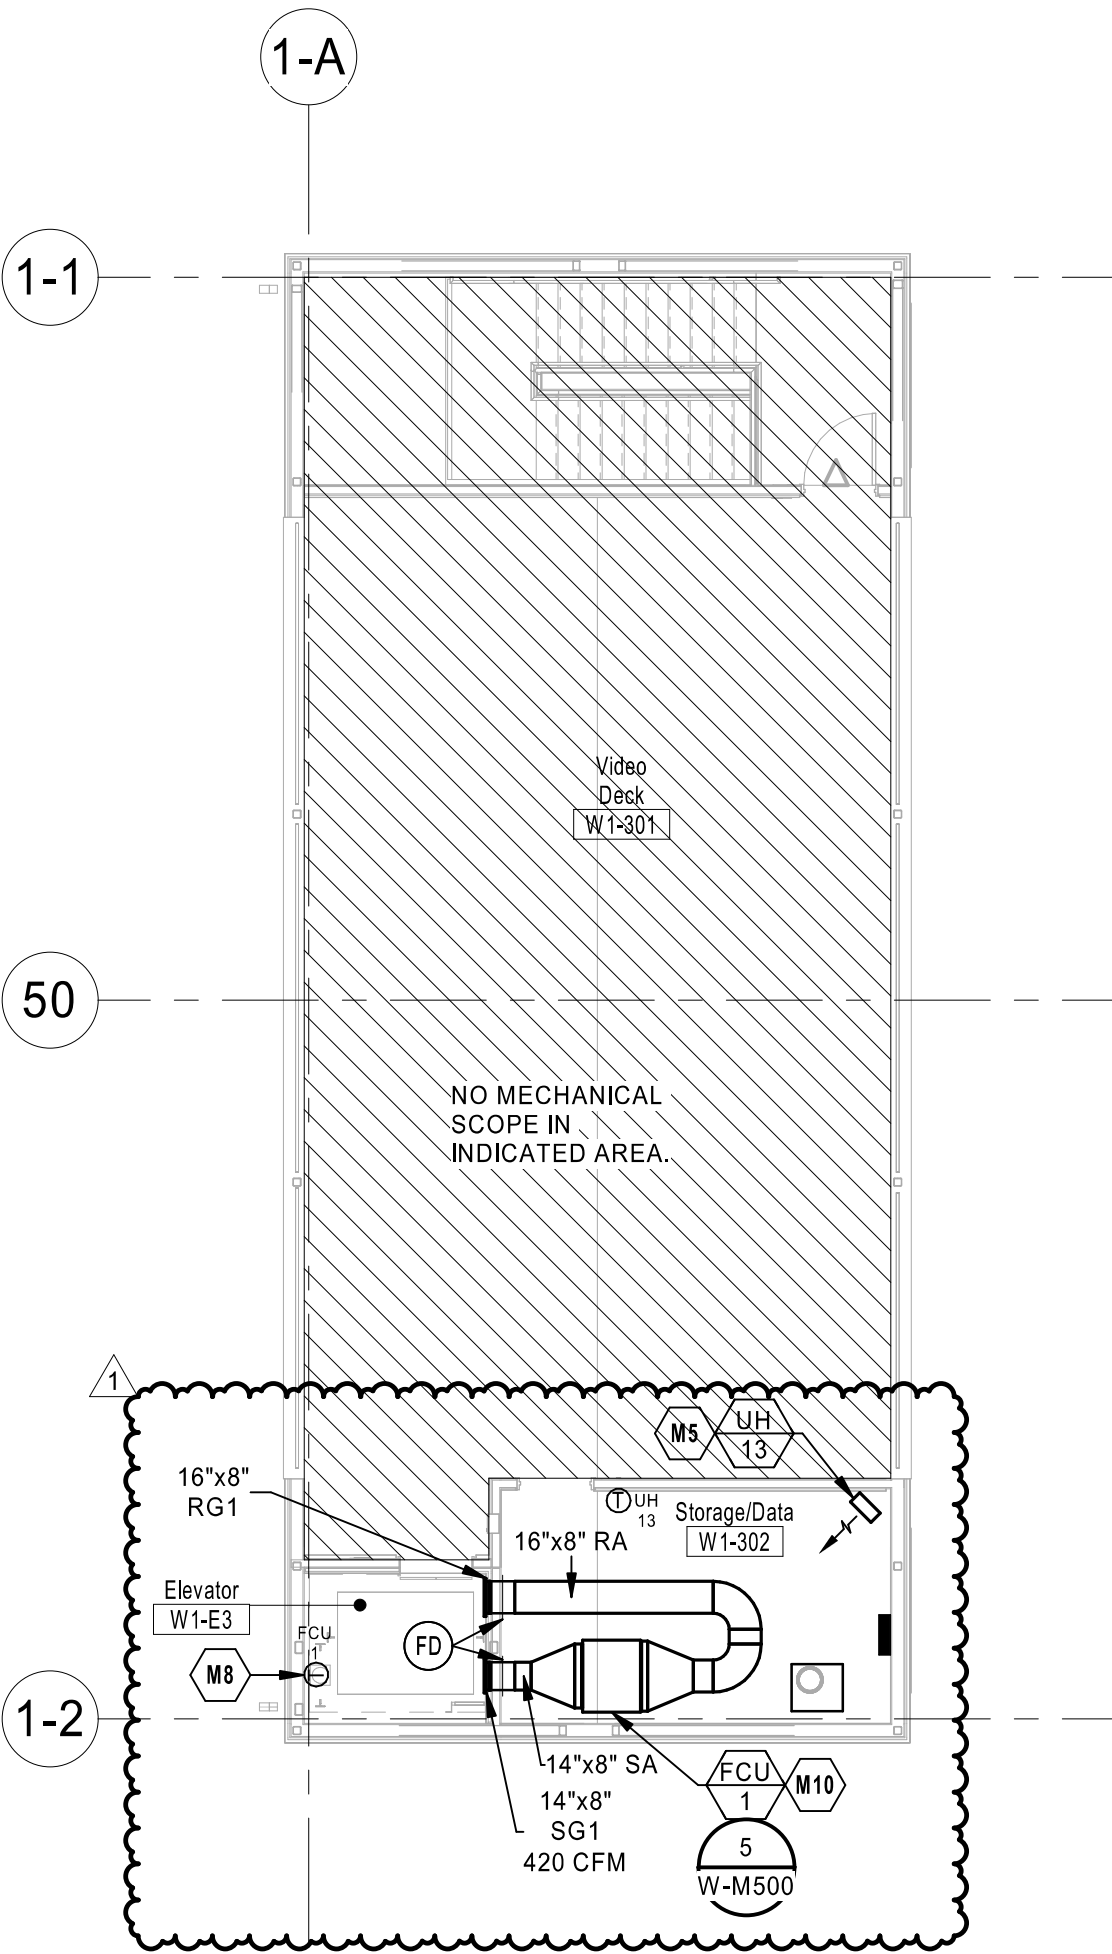 1-A
1-1
Video
Deck
W1-301
50
NO MECHANICAL
SCOPE IN
INDICATED AREA.
1
M5
UH
13
16"x8"
RG1
T
UH
13
Storage/Data
W1-302
16"x8" RA
Elevator
W1-E3
FCU
1
FD
M8
T
1-2
14"x8" SA
14"x8"
SG1
420 CFM
FCU
1
M10
5
W-M500